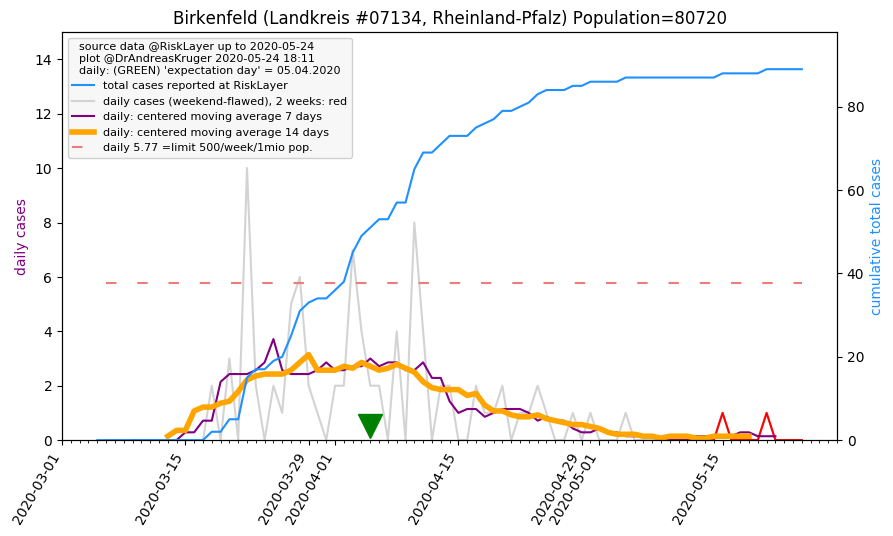 Birkenfeld (Landkreis #07134, Rheinland-Pfalz) Population=80720
source data @RiskLayer up to 2020-05-24
plot @DrAndreasKruger 2020-05-24 18:11
daily: (GREEN) 'expectation day' = 05.04.2020
total cases reported at RiskLayer
daily cases (weekend-flawed), 2 weeks: red
daily: centered moving average 7 days
daily: centered moving average 14 days
daily 5.77 =limit 500/week/1mio pop.
daily cases
14
12
10
8
6
4
2
0
cumulative total cases
80
60
40
20
0
2020-03-01
2020-03-15
2020-03-29
2020-04-01
2020-04-15
2020-04-29
2020-05-01
2020-05-15